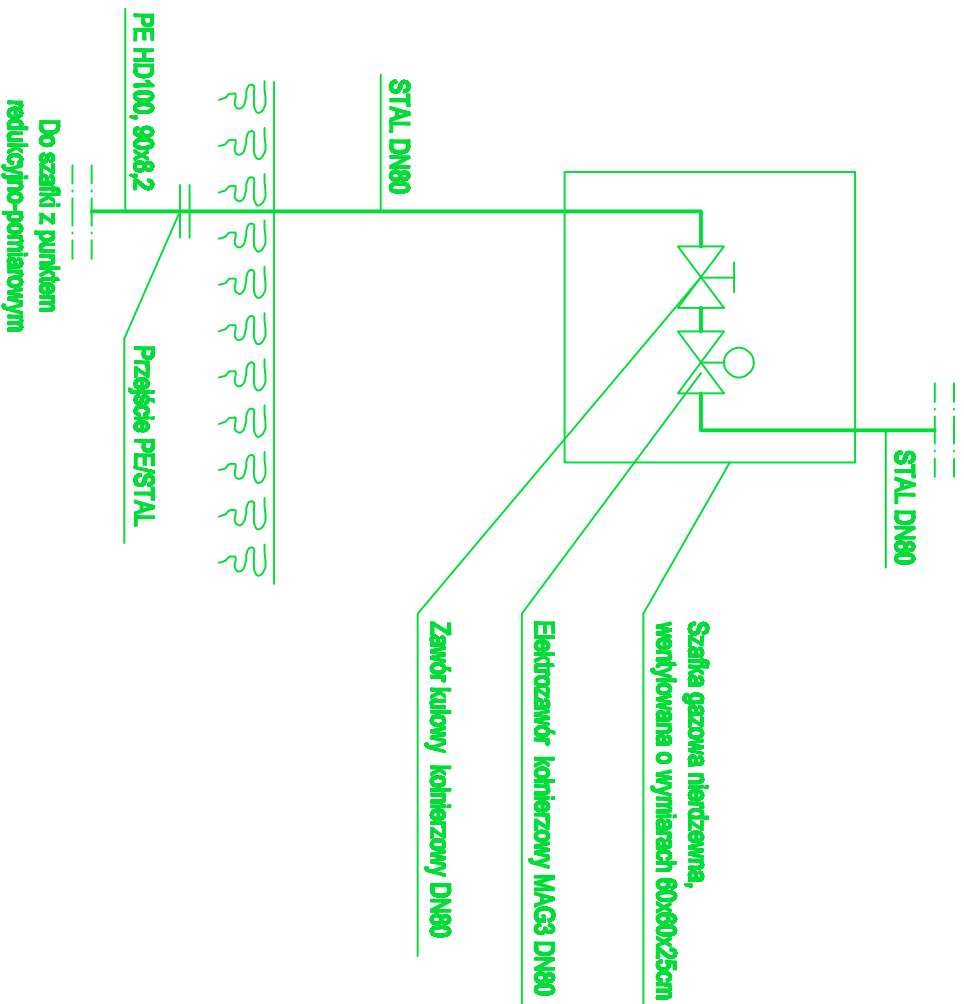 STAL DN80
Szafka gazowa nierdzewna,
wentylowana o wymiarach 60x60x25cm
Elektrozawór kołnierzowy MAG3 DN80
Zawór kulowy kołnierzowy DN80
STAL DN80
PE HD100, 90x8,2
Przejście PE/STAL
Do szafki z punktem
redukcyjno-pomiarowym